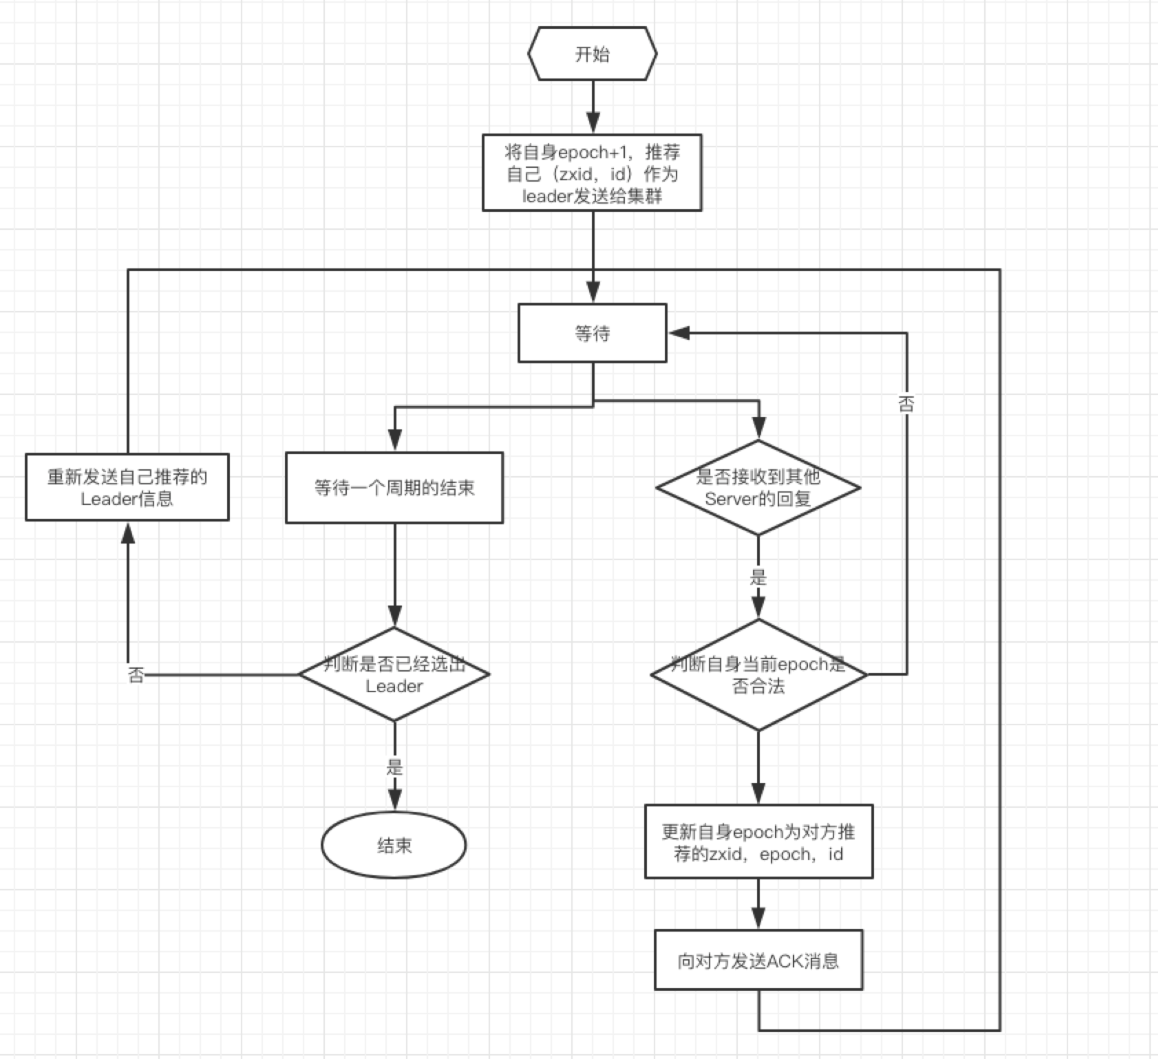 开始
将自身epoch+1，推荐
自己（zxid，id）作为
leader发送给集群
等待
否
重新发送自己推荐的
Leader信息
等待一个周期的结束
是否接收到其他
Server的回复
是
否
判断是否已经选出
Leader
判断自身当前epoch是
否合法
是
结束
更新自身epoch为对方推
荐的zxid，epoch，id
向对方发送ACK消息